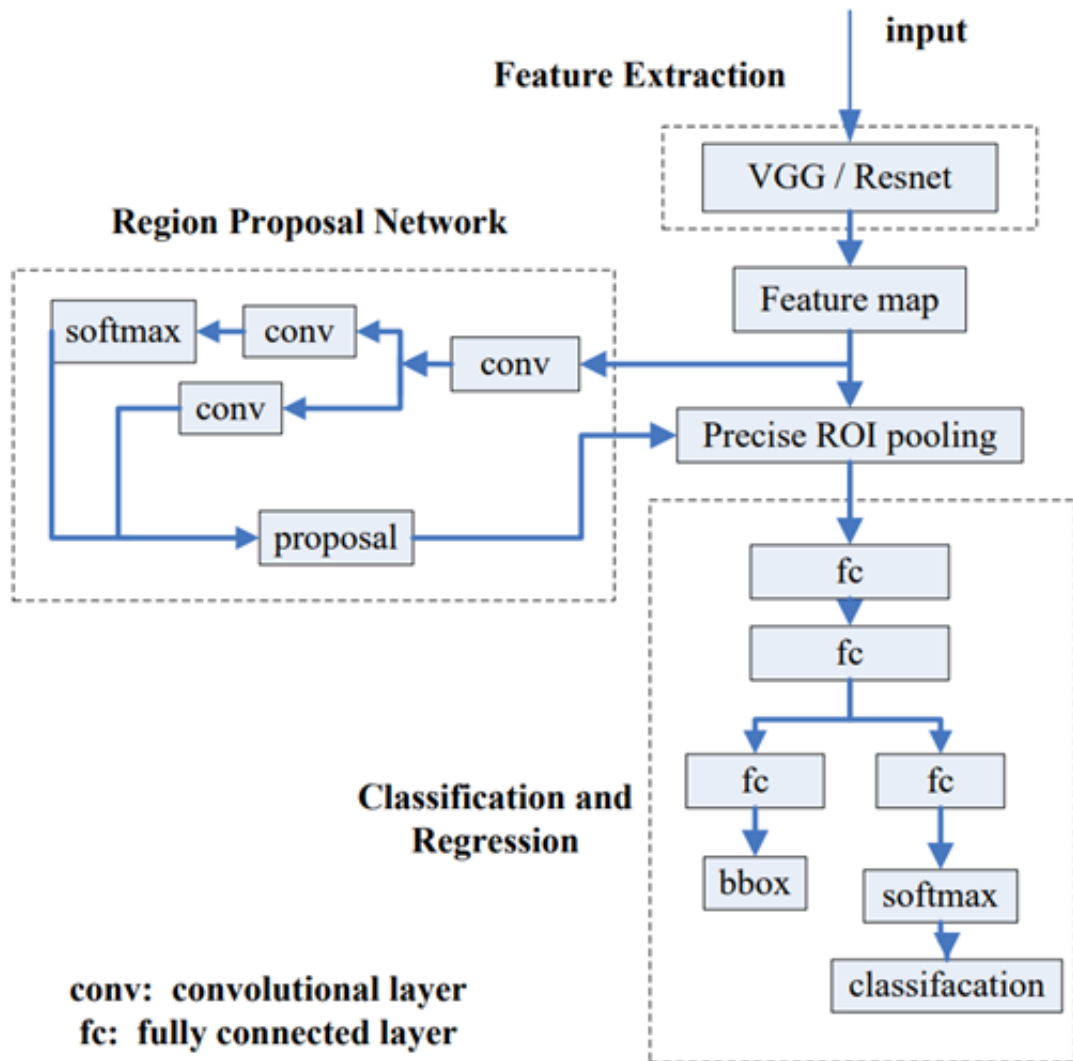 input
Feature Extraction
VGG / Resnet
Region Proposal Network
Feature map
softmax
conv
conv
conv
Precise ROI pooling
proposal
fc
fc
fc
fc
Classification and
Regression
bbox
softmax
classifacation
conv: convolutional layer
fc: fully connected layer